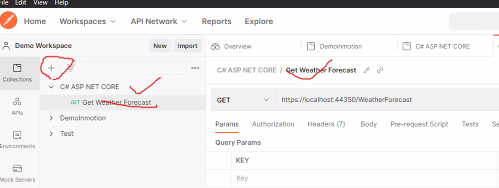 Edit View Help
Home Workspaces API Network Reports Explore
Demo Workspace New Import
Overview DemoInmotion C# ASP NET CORE
Collections
C# ASP NET CORE / Get Weather Forecast
C# ASP NET CORE
GET Get Weather Forecast
GET https://localhost:44350/WeatherForecast
APIs
DemoInmotion
Params Authorization Headers (7) Body Pre-request Script Tests
Test
Environments
Query Params
KEY
Mock Servers
Key